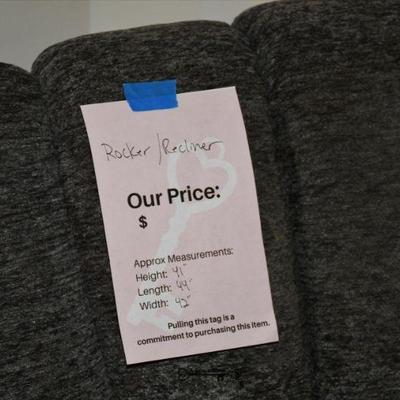 Rocker/Recliner
Our Price:
$
Approx Measurements:
Height: 41"
Length: 44"
Width: 42"
Pulling this tag is a
commitment to purchasing this item.